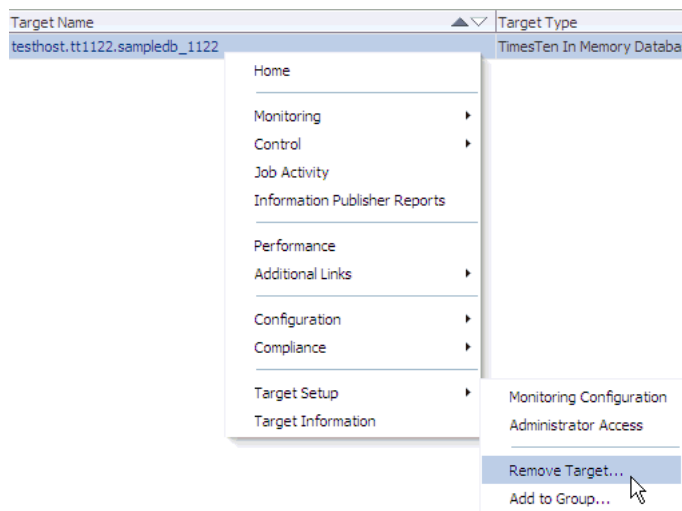 Target Name Target Type
testhost.tt1122.sampledb_1122 TimesTen In Memory Databa
Home
Monitoring
Control
Job Activity
Information Publisher Reports
Performance
Additional Links
Configuration
Compliance
Target Setup
Target Information
Monitoring Configuration
Administrator Access
Remove Target...
Add to Group...